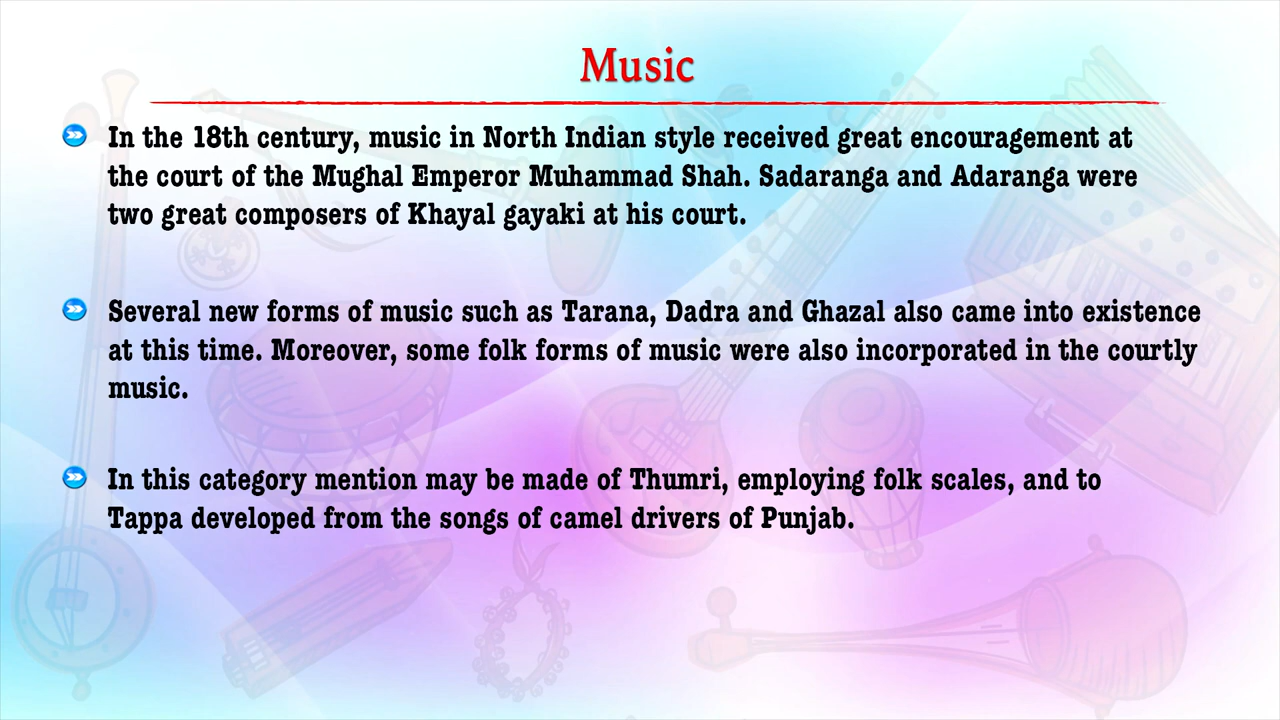 Music
In the 18th century, music in North Indian style received great encouragement at
the court of the Mughal Emperor Muhammad Shah. Sadaranga and Adaranga were
two great composers of Khayal gayaki at his court.
Several new forms of music such as Tarana, Dadra and Ghazal also came into existence
at this time. Moreover, some folk forms of music were also incorporated in the courtly
music.
In this category mention may be made of Thumri, employing folk scales, and to
Tappa developed from the songs of camel drivers of Punjab.